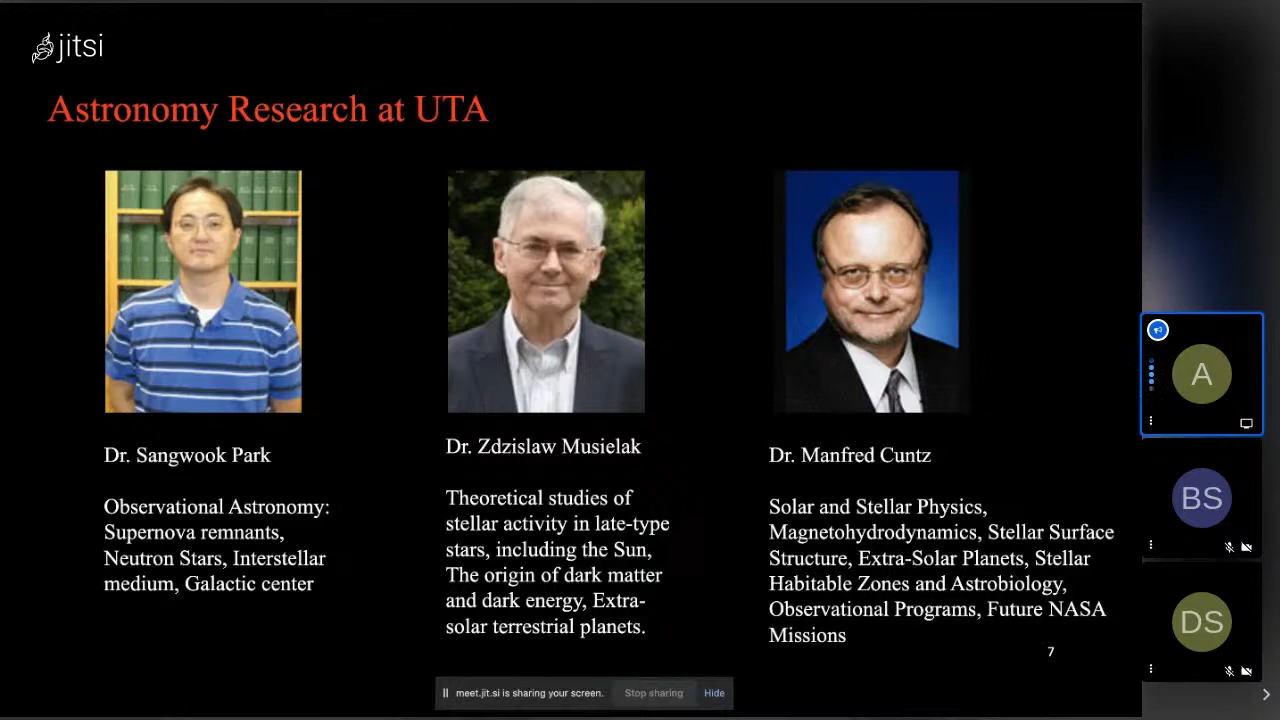 jitsi
Astronomy Research at UTA
Dr. Sangwook Park
Observational Astronomy:
Supernova remnants,
Neutron Stars, Interstellar
medium, Galactic center
Dr. Zdzislaw Musielak
Theoretical studies of
stellar activity in late-type
stars, including the Sun,
The origin of dark matter
and dark energy, Extra-
solar terrestrial planets.
Dr. Manfred Cuntz
Solar and Stellar Physics,
Magnetohydrodynamics, Stellar Surface
Structure, Extra-Solar Planets, Stellar
Habitable Zones and Astrobiology,
Observational Programs, Future NASA
Missions
7
meet.jit.si is sharing your screen. Stop sharing Hide
A
BS
DS